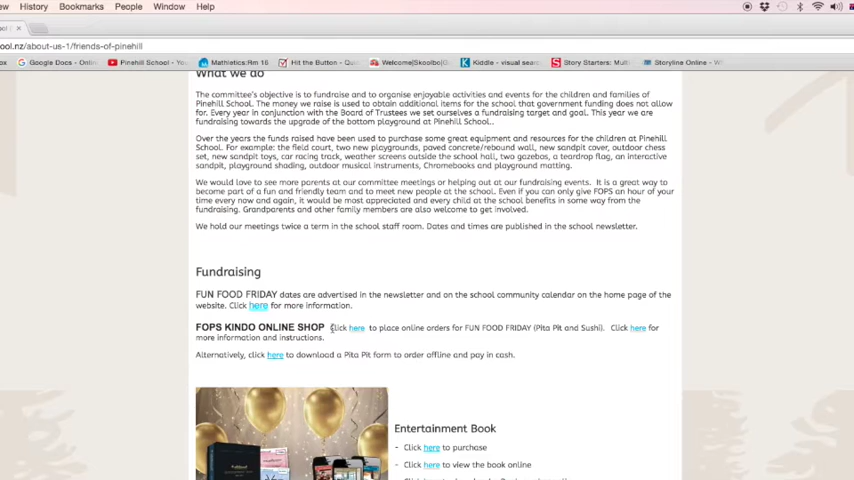 History Bookmarks People Window Help
ool.nz/about-us-1/friends-of-pinehill
Google Docs - Onli Pinehill School - You Mathletics:Rm 16 Hit the Button - Qu Welcome|Skoolbo|G Kiddle - visual sear Story Starters: Mult Storyline Online - W
What we do
The committee's objective is to fundraise and to organise enjoyable activities and events for the children and families of
Pinehill School. The money we raise is used to obtain additional items for the school that government funding does not allow
for. Every year in conjunction with the Board of Trustees we set ourselves a fundraising target and goal. This year we are
fundraising towards the upgrade of the bottom playground at Pinehill School..
Over the years the funds raised have been used to purchase some great equipment and resources for the children at Pinehill
School. For example: the field court, two new playgrounds, paved concrete/rebound wall, new sandpit cover, outdoor chess
set, new sandpit toys, car racing track, weather screens outside the school hall, two gazebos, a teardrop flag, an interactive
sandpit, playground shading, outdoor musical instruments, Chromebooks and playground matting.
We would love to see more parents at our committee meetings or helping out at our fundraising events. It is a great way to
become part of a fun and friendly team and to meet new people at the school. Even if you can only give FOPS an hour of your
time every now and again, it would be most appreciated and every child at the school benefits in some way from the
fundraising. Grandparents and other family members are also welcome to get involved.
We hold our meetings twice a term in the school staff room. Dates and times are published in the school newsletter.
Fundraising
FUN FOOD FRIDAY dates are advertised in the newsletter and on the school community calendar on the home page of the
website. Click here for more information.
FOPS KINDO ONLINE SHOP Click here to place online orders for FUN FOOD FRIDAY (Pita Pit and Sushi). Click here for
more information and instructions.
Alternatively, click here to download a Pita Pit form to order offline and pay in cash.
Entertainment Book
- Click here to purchase
- Click here to view the book online